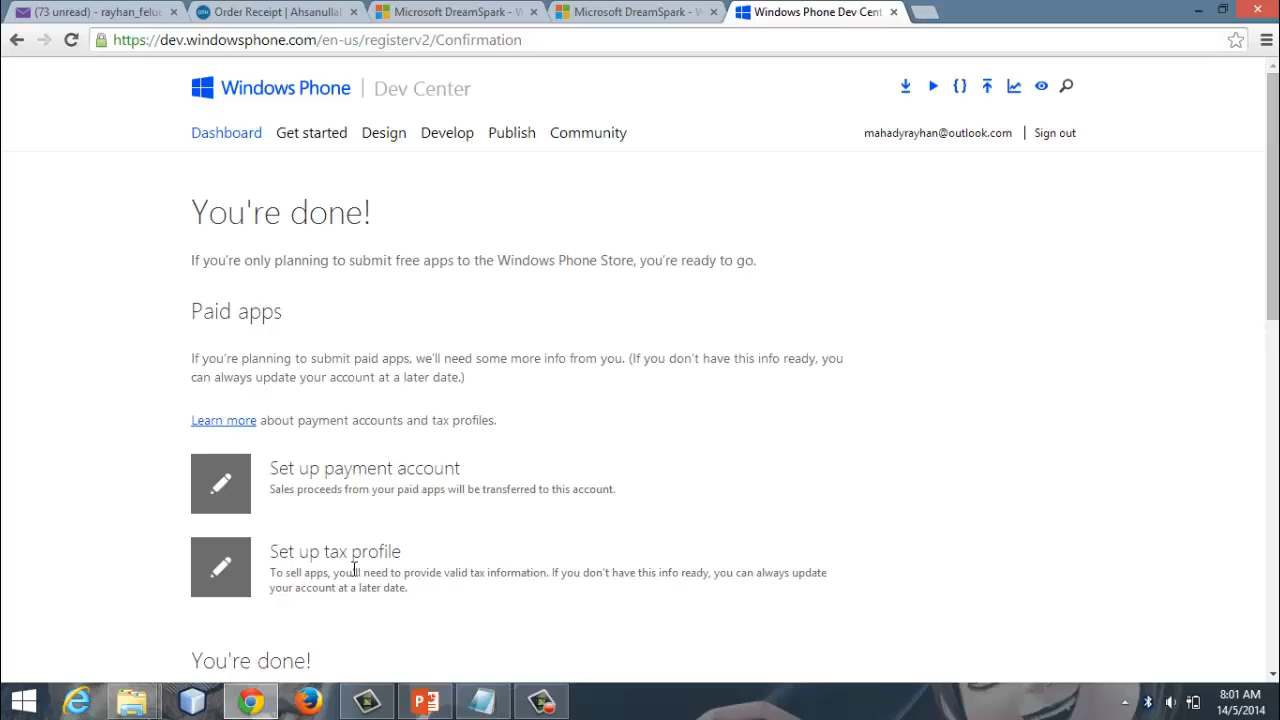 (73 unread) - rayhan_felu
Order Receipt | Ahsanulla
Microsoft DreamSpark - W
Microsoft DreamSpark - W
Windows Phone Dev Cent
https://dev.windowsphone.com/en-us/registerv2/Confirmation
Windows Phone | Dev Center
Dashboard Get started Design Develop Publish Community
mahadyrayhan@outlook.com | Sign out
You're done!
If you're only planning to submit free apps to the Windows Phone Store, you're ready to go.
Paid apps
If you're planning to submit paid apps, we'll need some more info from you. (If you don't have this info ready, you
can always update your account at a later date.)
Learn more about payment accounts and tax profiles.
Set up payment account
Sales proceeds from your paid apps will be transferred to this account.
Set up tax profile
To sell apps, you'll need to provide valid tax information. If you don't have this info ready, you can always update
your account at a later date.
You're done!
8:01 AM
14/5/2014